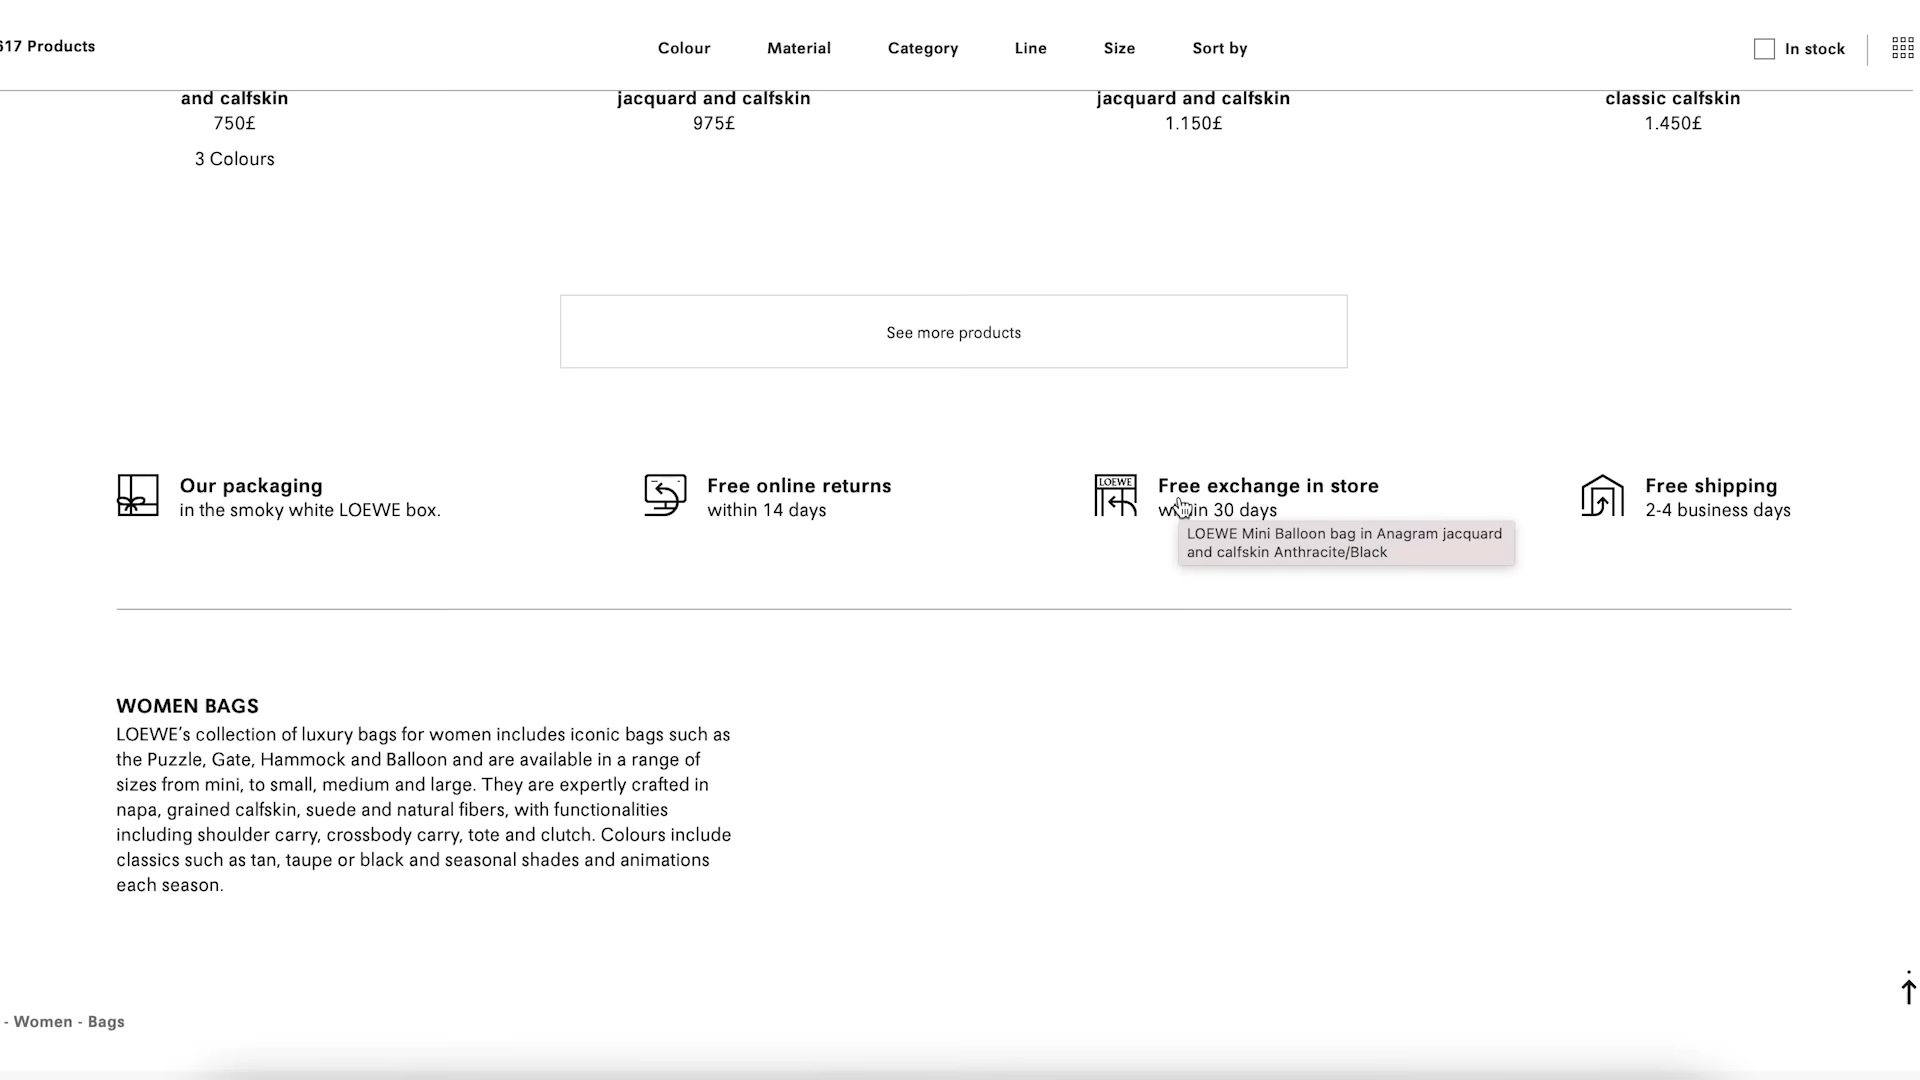 617 Products
Colour
Material
Category
Line
Size
Sort by
In stock
and calfskin
750£
3 Colours
jacquard and calfskin
975£
jacquard and calfskin
1.150£
classic calfskin
1.450£
See more products
Our packaging
in the smoky white LOEWE box.
Free online returns
within 14 days
LOEWE
Free exchange in store
within 30 days
LOEWE Mini Balloon bag in Anagram jacquard
and calfskin Anthracite/Black
Free shipping
2-4 business days
WOMEN BAGS
LOEWE’s collection of luxury bags for women includes iconic bags such as
the Puzzle, Gate, Hammock and Balloon and are available in a range of
sizes from mini, to small, medium and large. They are expertly crafted in
napa, grained calfskin, suede and natural fibers, with functionalities
including shoulder carry, crossbody carry, tote and clutch. Colours include
classics such as tan, taupe or black and seasonal shades and animations
each season.
- Women - Bags